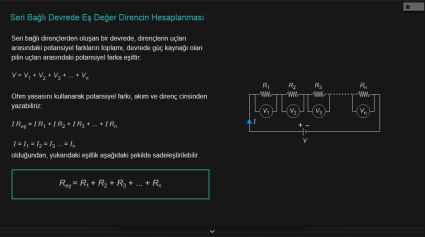 Seri Bağlı Devrede Eş Değer Direncin Hesaplanması
Seri bağlı dirençlerden oluşan bir devrede, dirençlerin uçları
arasındaki potansiyel farkların toplamı, devrede güç kaynağı olan
pilin uçları arasındaki potansiyel farka eşittir:
V = V₁ + V₂ + V₃ + ... + Vₙ
Ohm yasasını kullanarak potansiyel farkı, akım ve direnç cinsinden
yazabiliriz:
I Rₑş = I R₁ + I R₂ + I R₃ + ... + I Rₙ
I = I₁ = I₂ = I₃ ... = Iₙ
olduğundan, yukarıdaki eşitlik aşağıdaki şekilde sadeleştirilebilir.
Rₑş = R₁ + R₂ + R₃ + ... + Rₙ
R₁ R₂ R₃ Rₙ
V₁ V₂ V₃ Vₙ
I
+ –
V